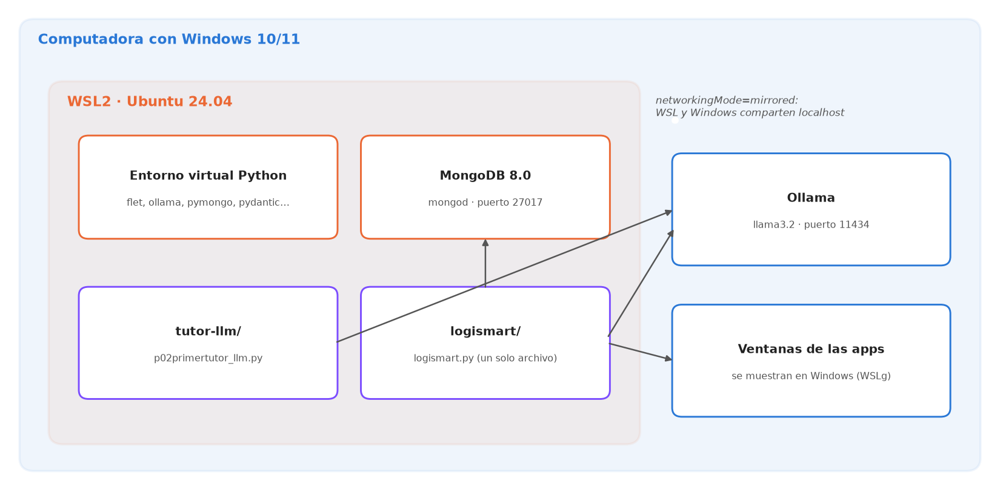 Computadora con Windows 10/11
WSL2 · Ubuntu 24.04
networkingMode=mirrored:
WSL y Windows comparten localhost
Entorno virtual Python
flet, ollama, pymongo, pydantic...
MongoDB 8.0
mongod · puerto 27017
Ollama
llama3.2 · puerto 11434
tutor-llm/
p02primertutor_llm.py
logismart/
logismart.py (un solo archivo)
Ventanas de las apps
se muestran en Windows (WSLg)